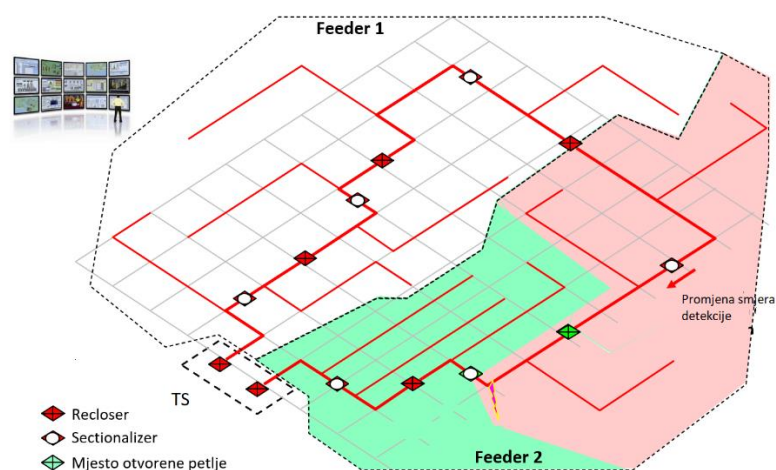 Feeder 1
Promjena smjera
detekcije
TS
Recloser
Sectionalizer
Mjesto otvorene petlje
Feeder 2